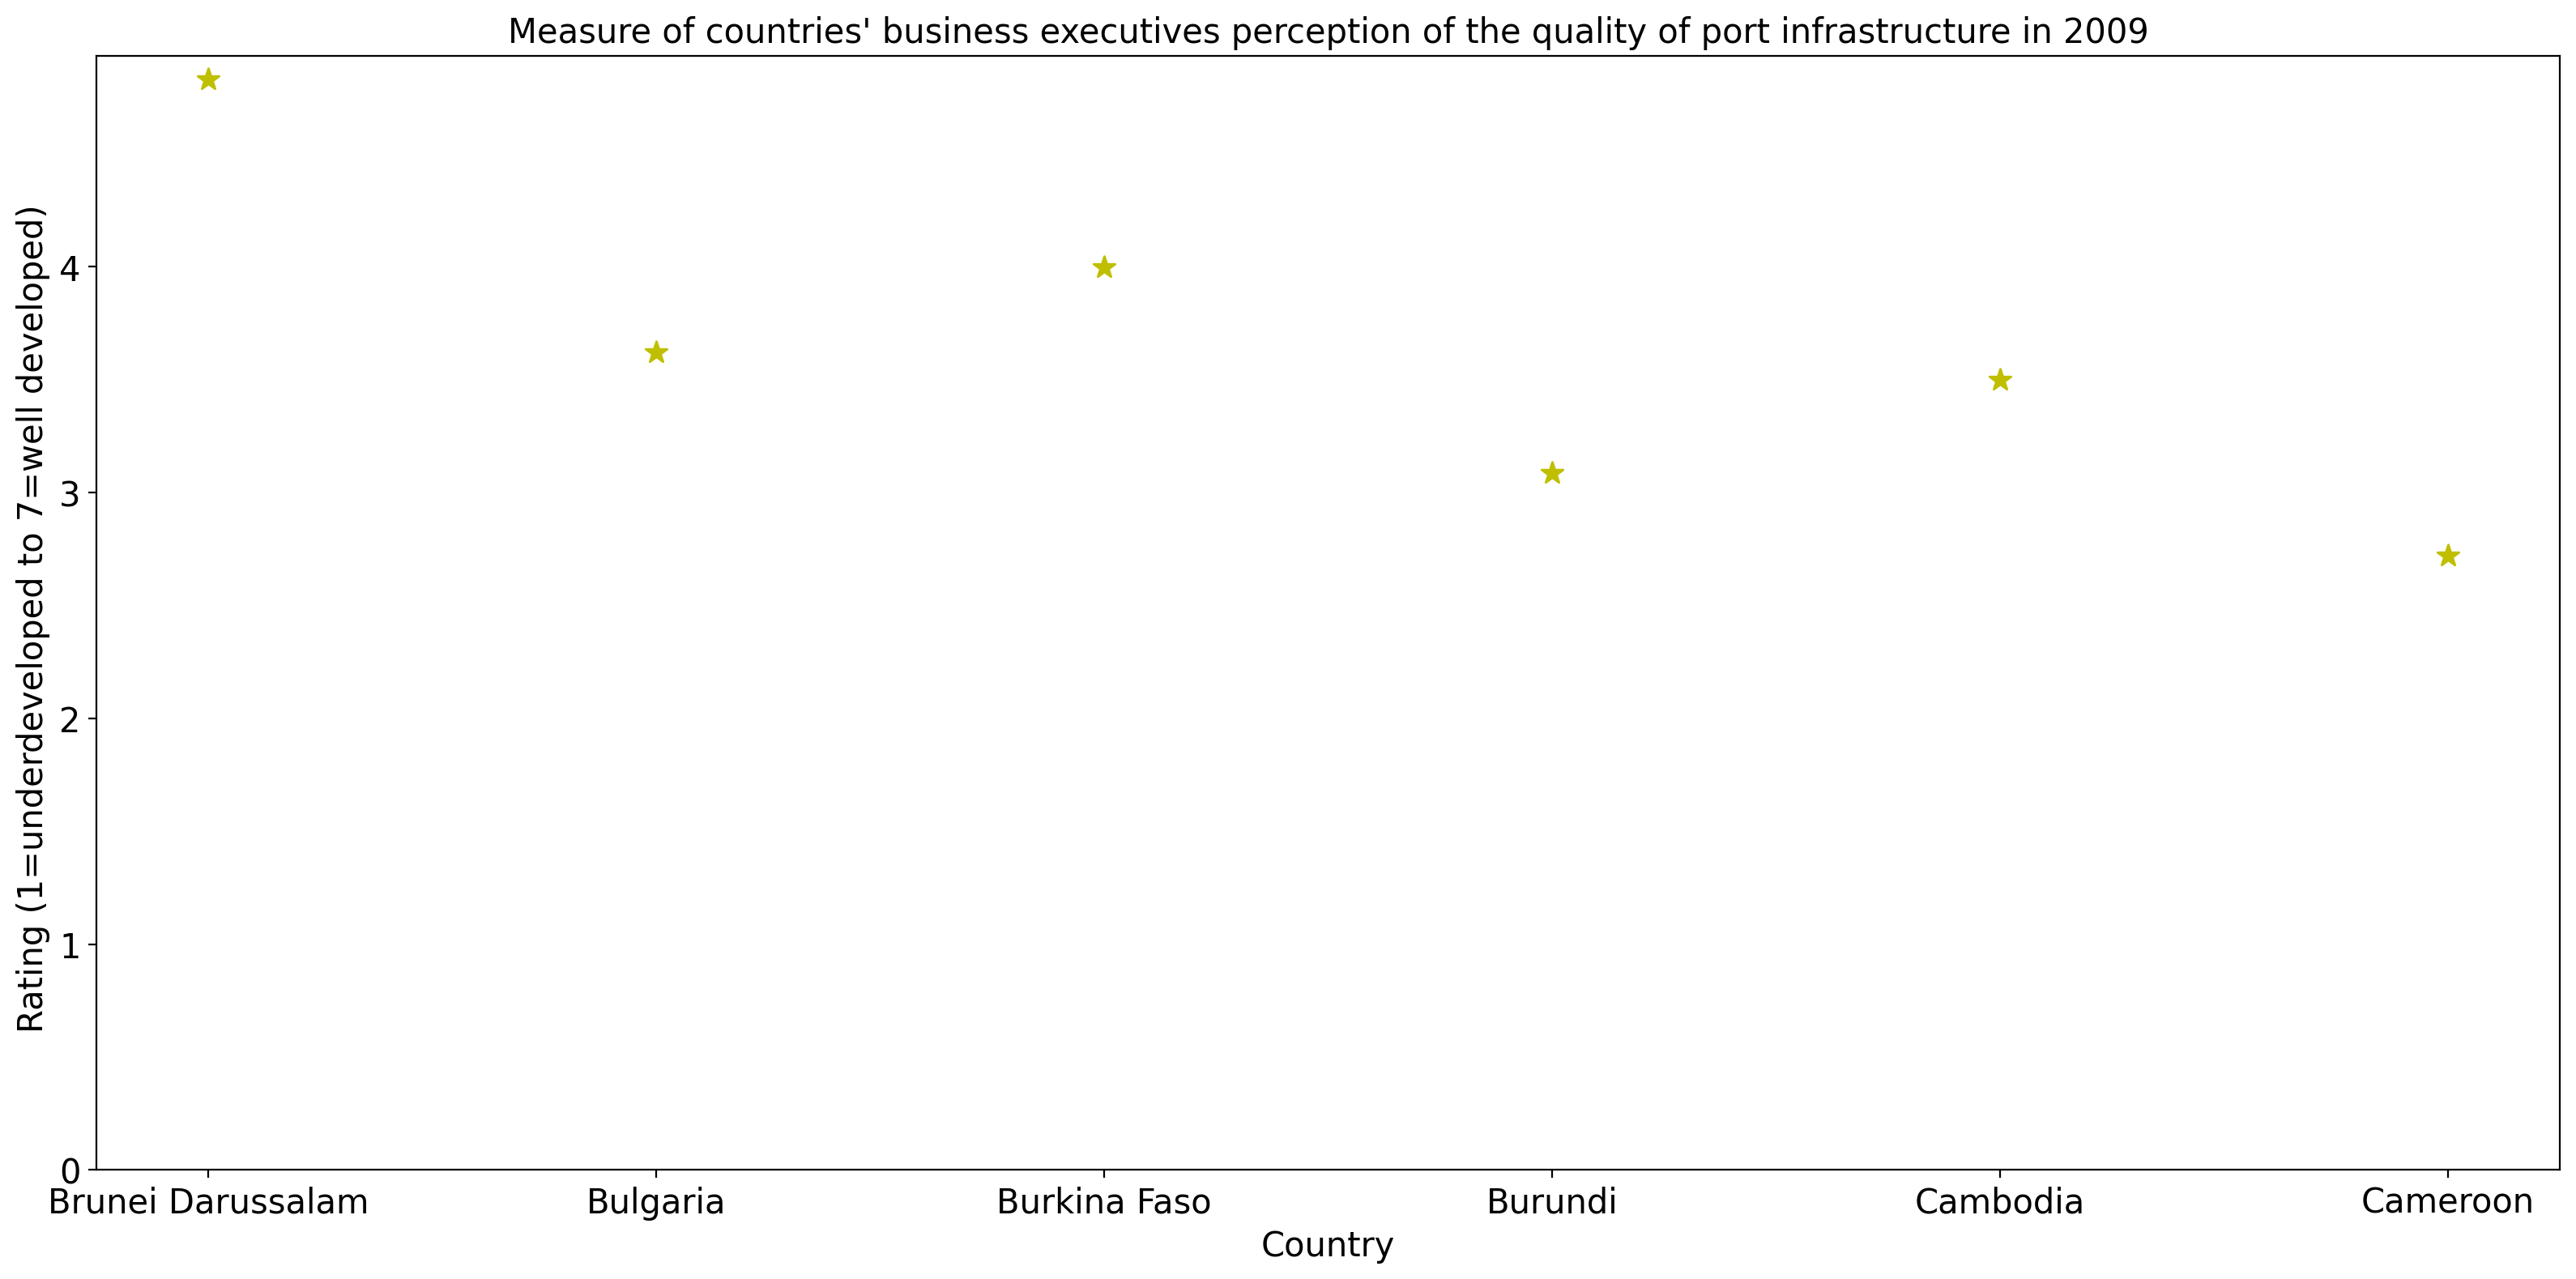 Measure of countries' business executives perception of the quality of port infrastructure in 2009
Rating (1=underdeveloped to 7=well developed)
4
3
2
1
0
Brunei Darussalam
Bulgaria
Burkina Faso
Burundi
Cambodia
Cameroon
Country